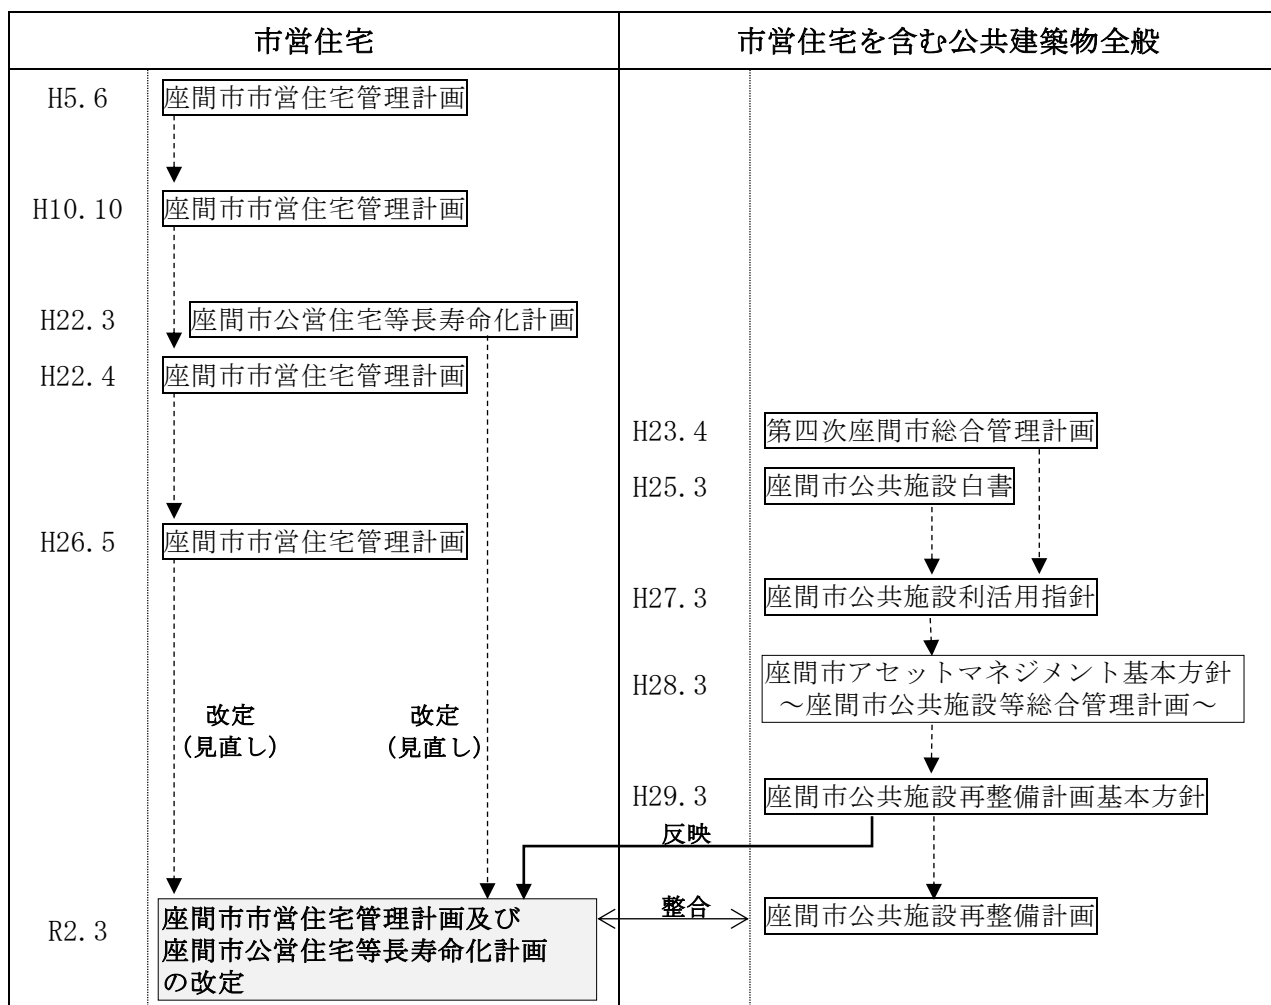 市営住宅
市営住宅を含む公共建築物全般
H5.6
座間市市営住宅管理計画
H10.10
座間市市営住宅管理計画
H22.3
座間市公営住宅等長寿命化計画
H22.4
座間市市営住宅管理計画
H23.4
第四次座間市総合管理計画
H25.3
座間市公共施設白書
H26.5
座間市市営住宅管理計画
H27.3
座間市公共施設利活用指針
H28.3
座間市アセットマネジメント基本方針
～座間市公共施設等総合管理計画～
改定
(見直し)
改定
(見直し)
H29.3
座間市公共施設再整備計画基本方針
反映
整合
R2.3
座間市市営住宅管理計画及び
座間市公営住宅等長寿命化計画
の改定
座間市公共施設再整備計画